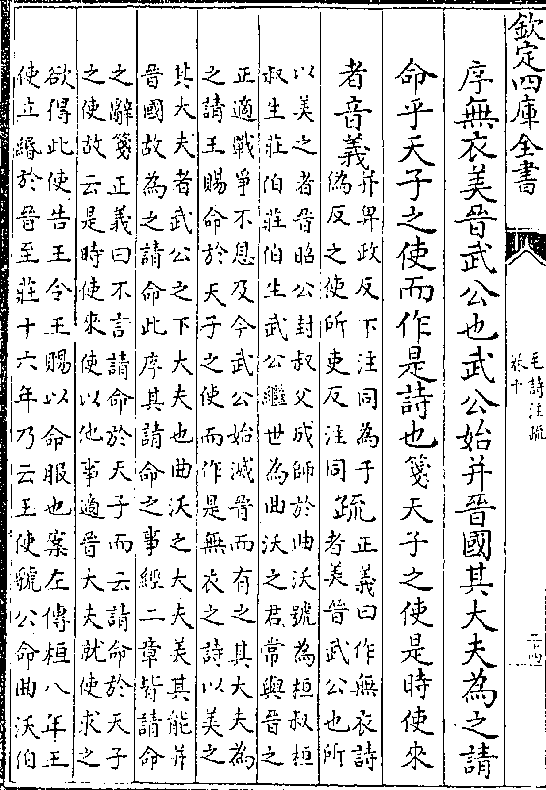 欽定四庫全書
毛詩注疏
卷十
二十四
序無衣美晉武公也武公始并晉國其大夫為之請
命乎天子之使而作是詩也箋天子之使是時使來
者音義并卑政反下注同為于
偽反之使所吏反注同疏正義曰作無衣詩
者美晉武公也所
以美之者晉昭公封叔父成師於曲沃號為桓叔桓
叔生莊伯莊伯生武公繼世為曲沃之君常與晉之
正適戰爭不息及今武公始滅晉而有之其大夫為
之請王賜命於天子之使而作是無衣之詩以美之
其大夫者武公之下大夫也曲沃之大夫美其能并
晉國故為之請命此序其請命之事經二章皆請命
之辭箋正義曰不言請命於天子而云請命於天子
之使故云是時使來使以他事適晉大夫就使求之
欲得此使告王令王賜以命服也案左傳桓八年王
使立緡於晉至莊十六年乃云王使虢公命曲沃伯